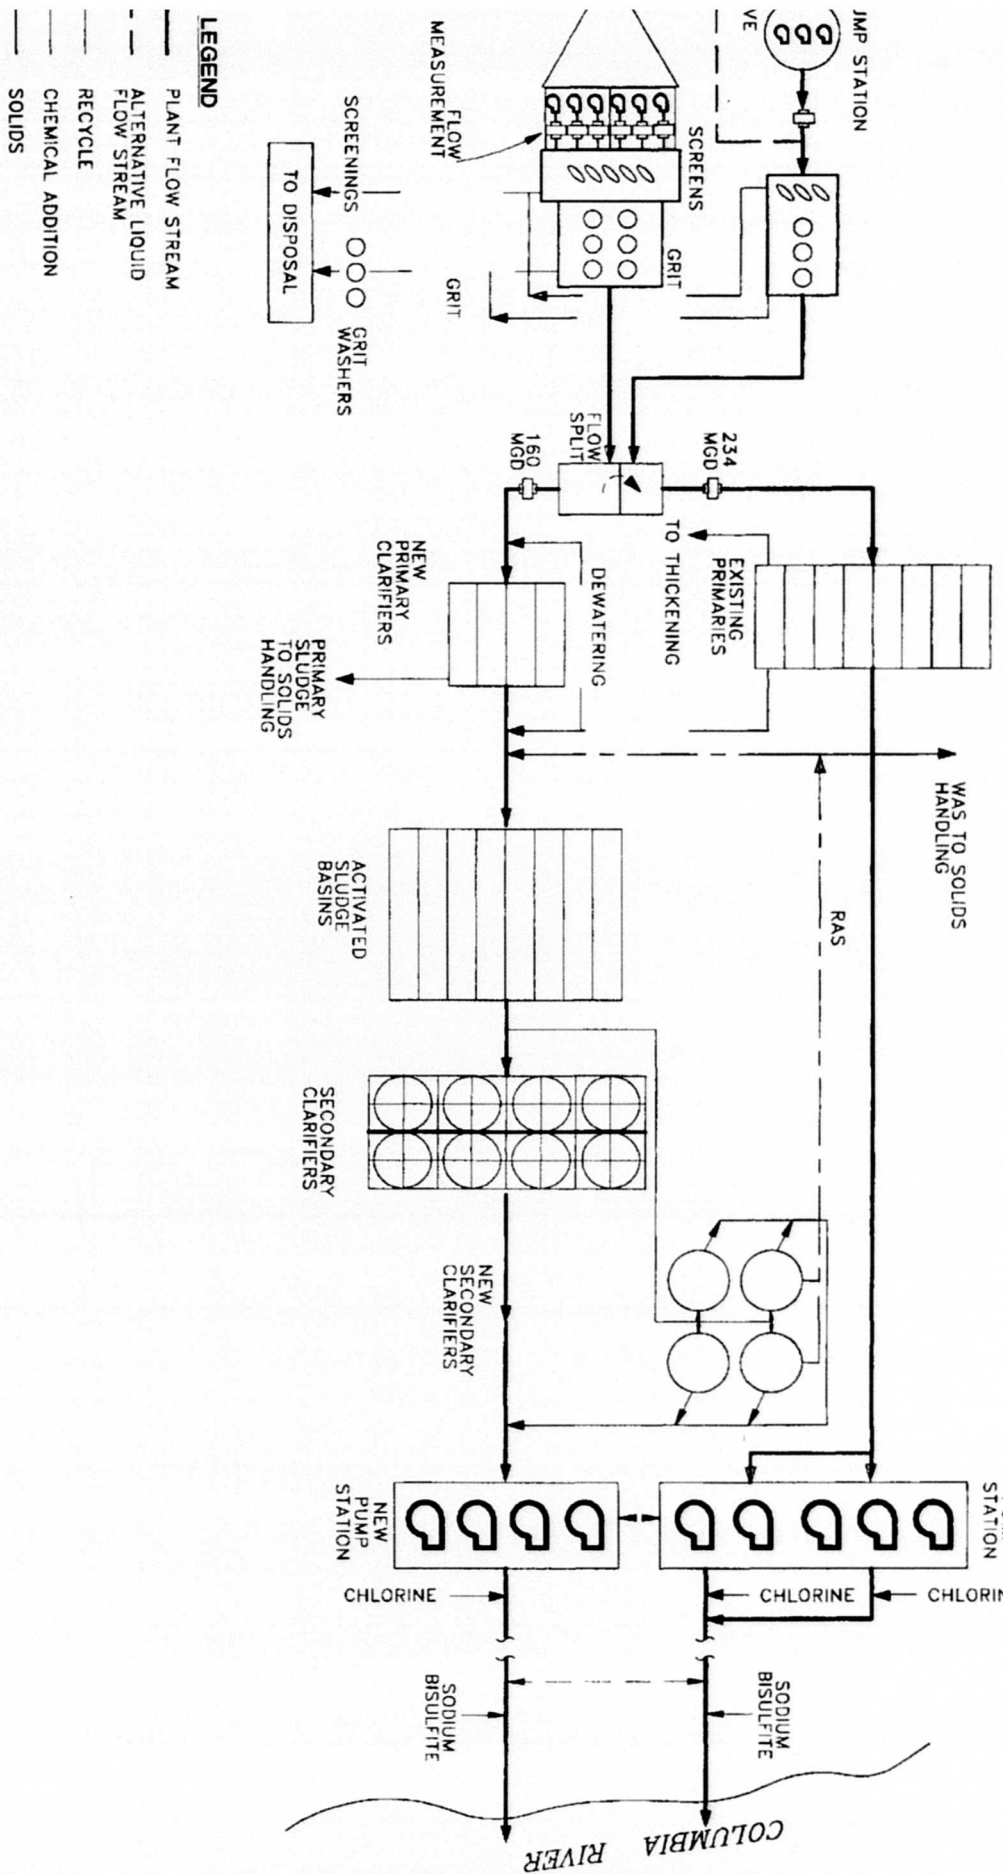 UMP STATION
VE
SCREENS
FLOW
MEASUREMENT
GRIT
GRIT
SCREENINGS
TO DISPOSAL
GRIT
WASHERS
LEGEND
PLANT FLOW STREAM
ALTERNATIVE LIQUID
FLOW STREAM
RECYCLE
CHEMICAL ADDITION
SOLIDS
FLOW
SPLIT
234
MGD
160
MGD
EXISTING
PRIMARIES
TO THICKENING
DEWATERING
NEW
PRIMARY
CLARIFIERS
PRIMARY
SLUDGE
TO SOLIDS
HANDLING
WAS TO SOLIDS
HANDLING
RAS
ACTIVATED
SLUDGE
BASINS
SECONDARY
CLARIFIERS
NEW
SECONDARY
CLARIFIERS
STATION
NEW
PUMP
STATION
CHLORIN
CHLORINE
CHLORINE
SODIUM
BISULFITE
SODIUM
BISULFITE
COLUMBIA RIVER